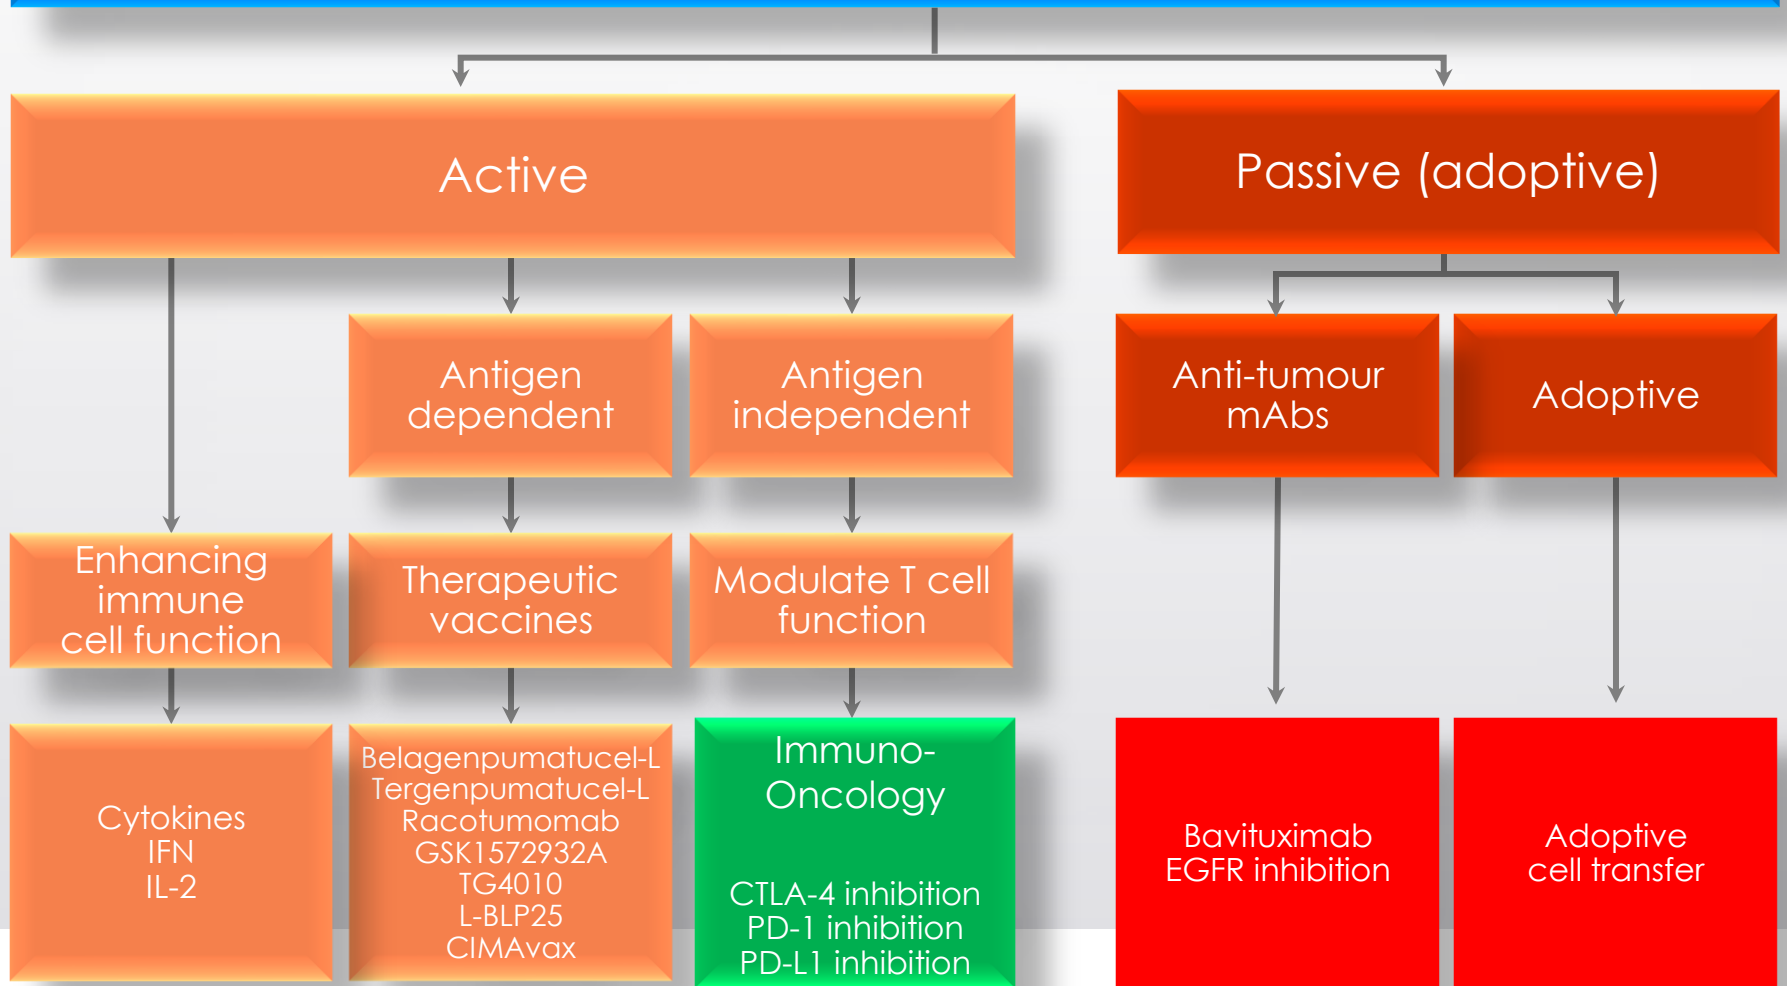 Active
Passive (adoptive)
Antigen
dependent
Antigen
independent
Anti-tumour
mAbs
Adoptive
Enhancing
immune
cell function
Therapeutic
vaccines
Modulate T cell
function
Cytokines
IFN
IL-2
Belagenpumatucel-L
Tergenpumatucel-L
Racotumomab
GSK1572932A
TG4010
L-BLP25
CIMAvax
Immuno-
Oncology
CTLA-4 inhibition
PD-1 inhibition
PD-L1 inhibition
Bavituximab
EGFR inhibition
Adoptive
cell transfer